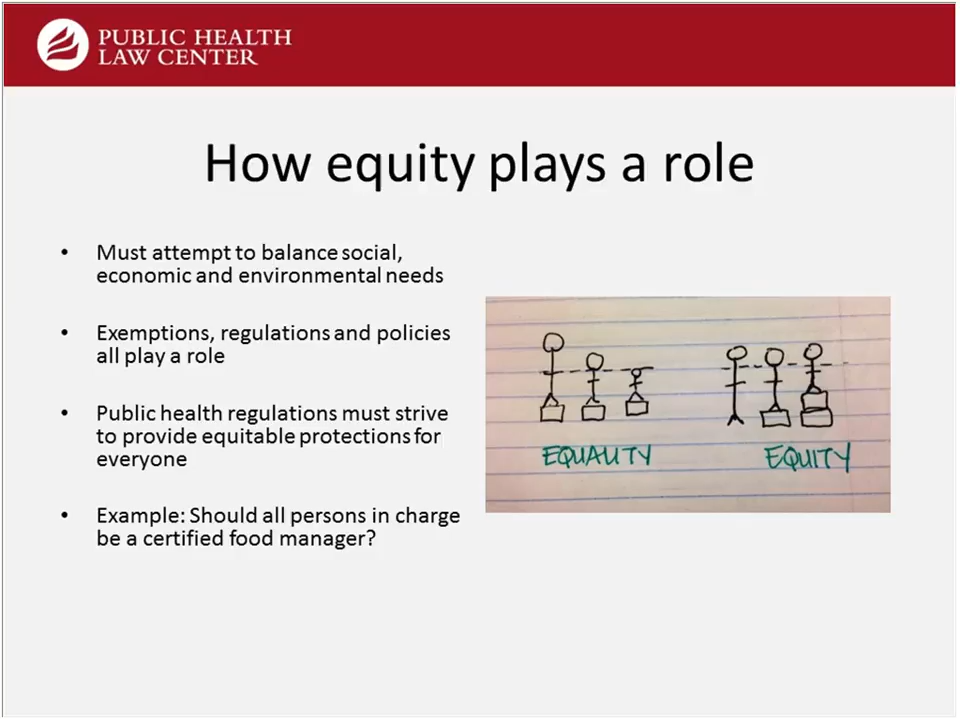 PUBLIC HEALTH
LAW CENTER
How equity plays a role
• Must attempt to balance social,
economic and environmental needs
• Exemptions, regulations and policies
all play a role
• Public health regulations must strive
to provide equitable protections for
everyone
• Example: Should all persons in charge
be a certified food manager?
EQUALITY
EQUITY